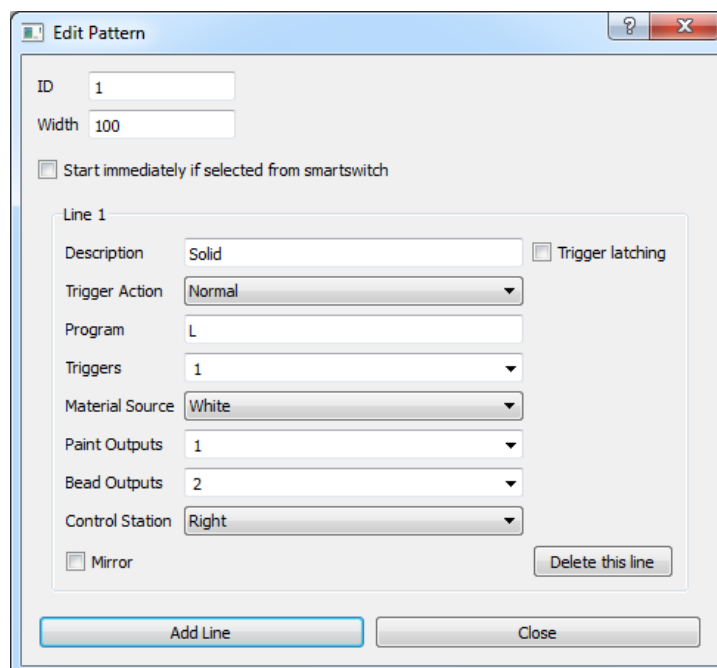 Edit Pattern
?
ID 1
Width 100
Start immediately if selected from smartswitch
Line 1
Description Solid Trigger latching
Trigger Action Normal
Program L
Triggers 1
Material Source White
Paint Outputs 1
Bead Outputs 2
Control Station Right
Mirror Delete this line
Add Line Close